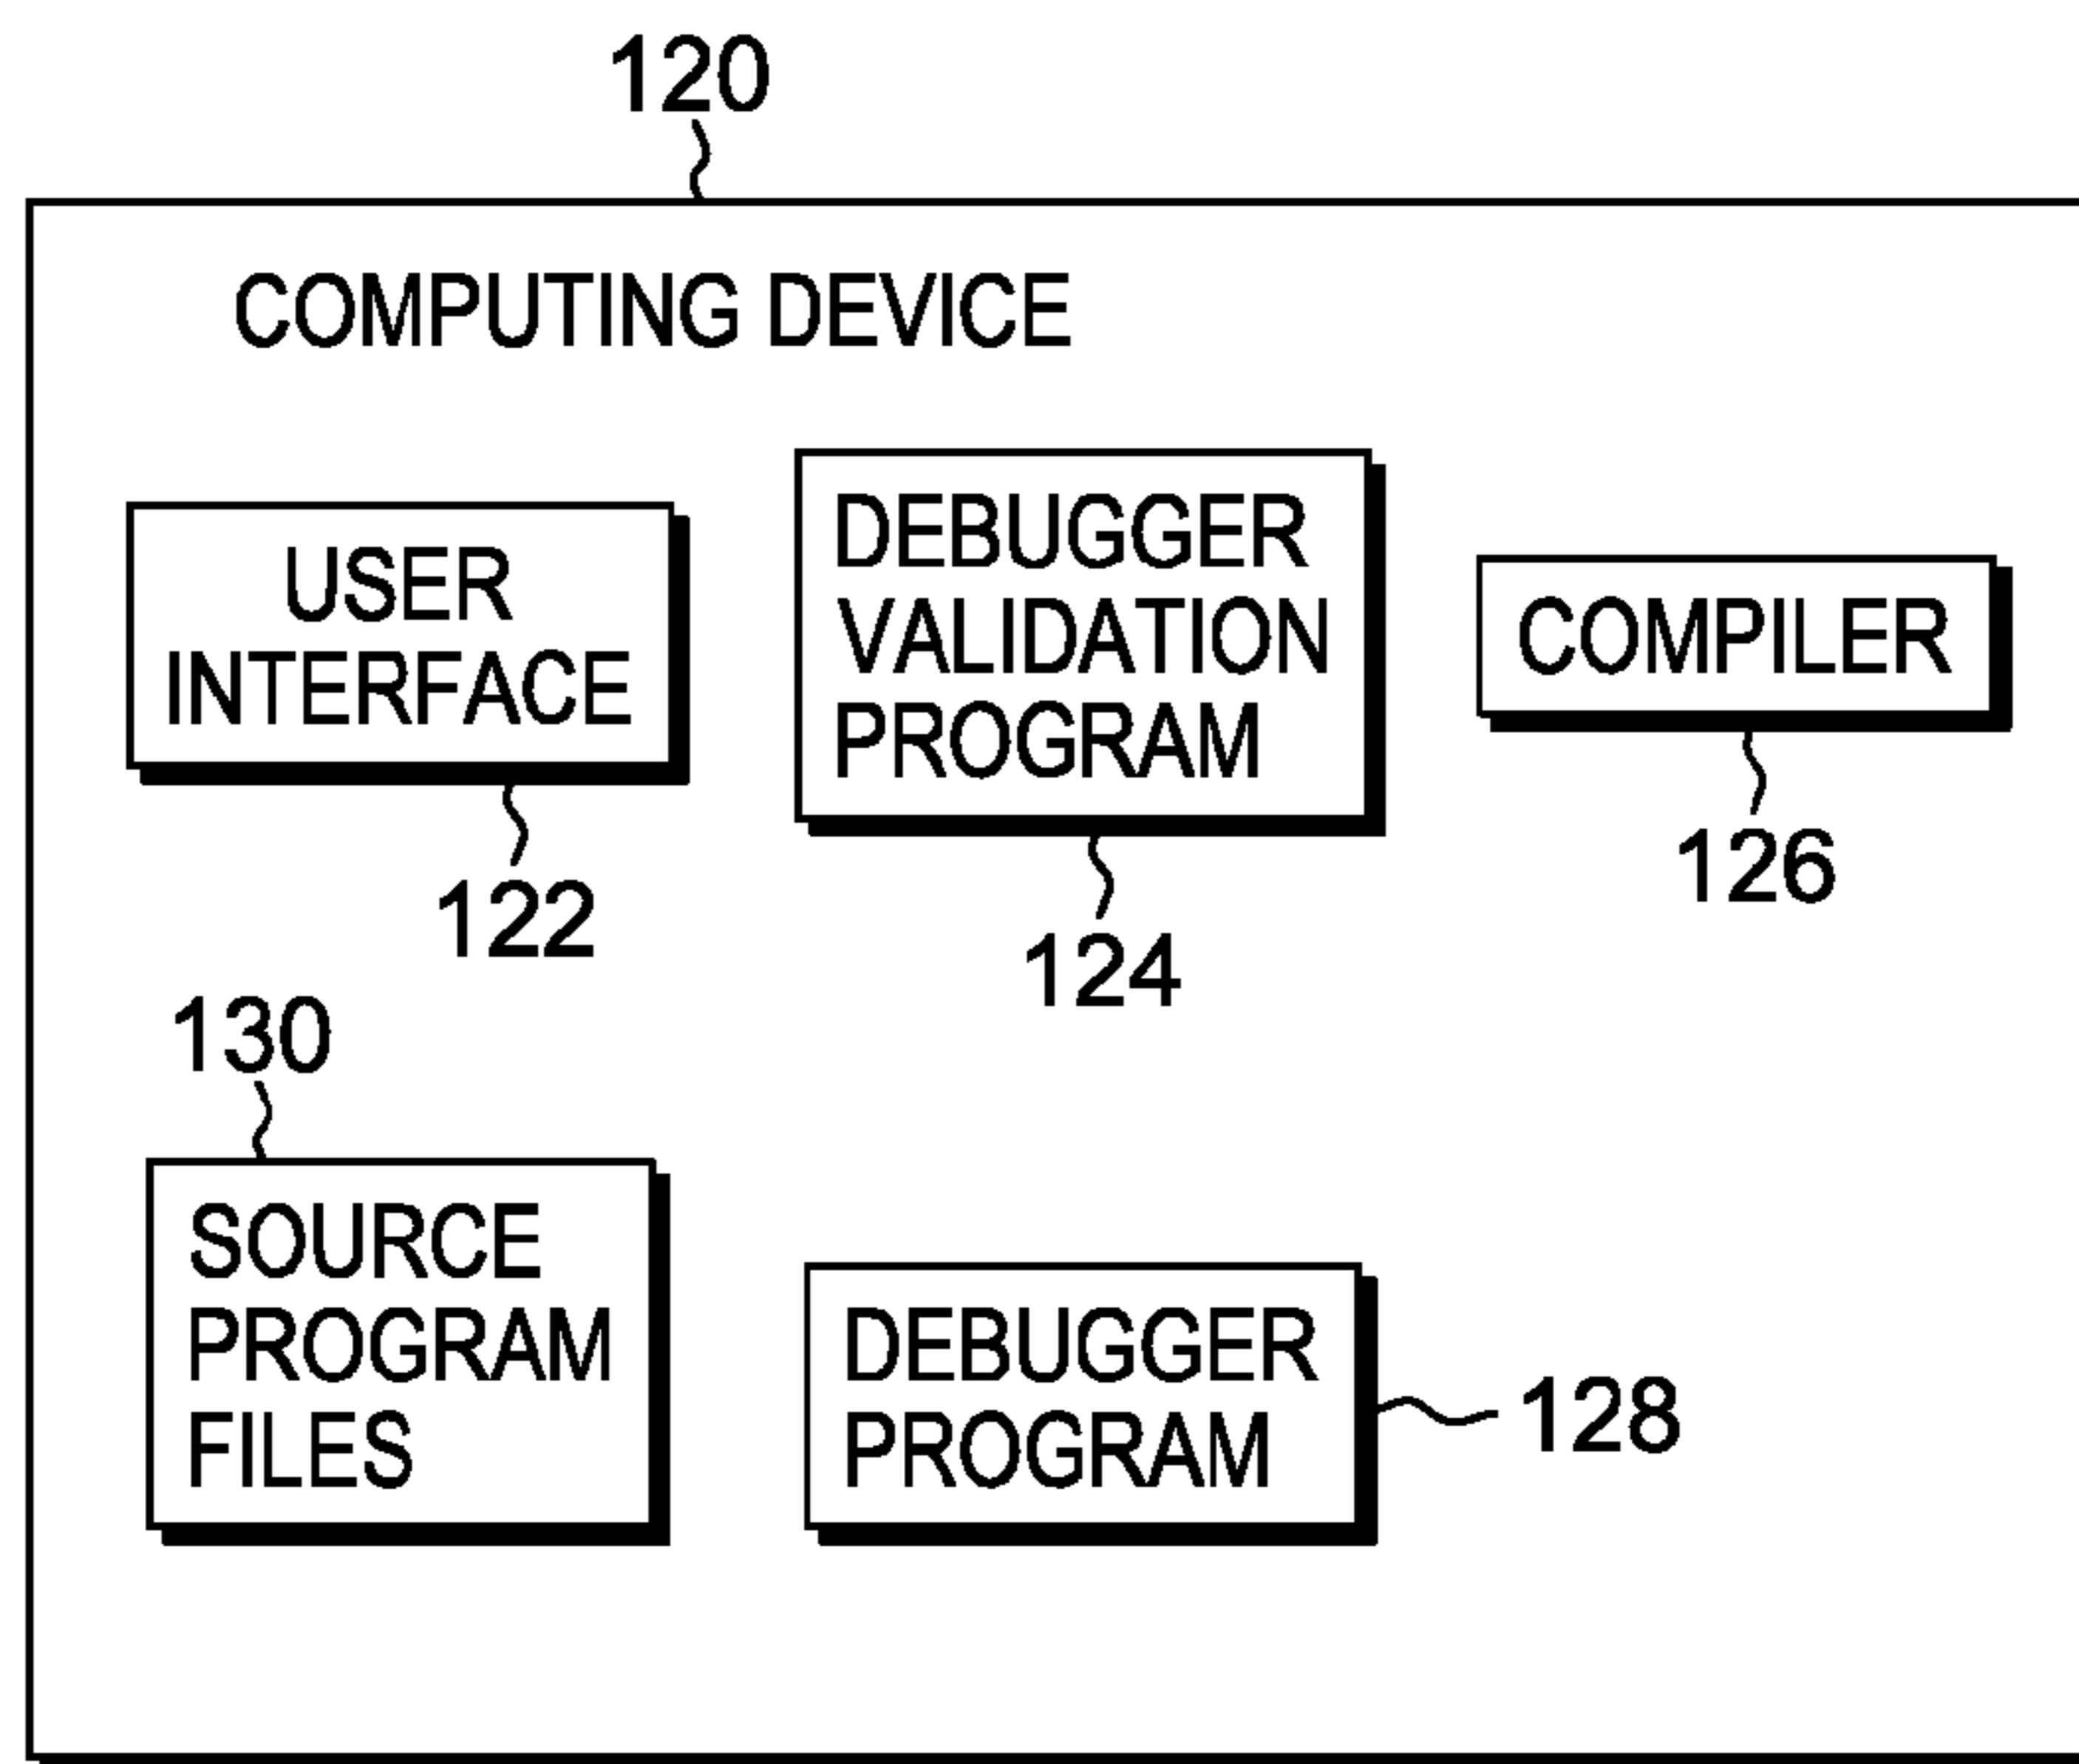 120
COMPUTING DEVICE
USER
INTERFACE
122
DEBUGGER
VALIDATION
PROGRAM
124
COMPILER
126
130
SOURCE
PROGRAM
FILES
DEBUGGER
PROGRAM
128